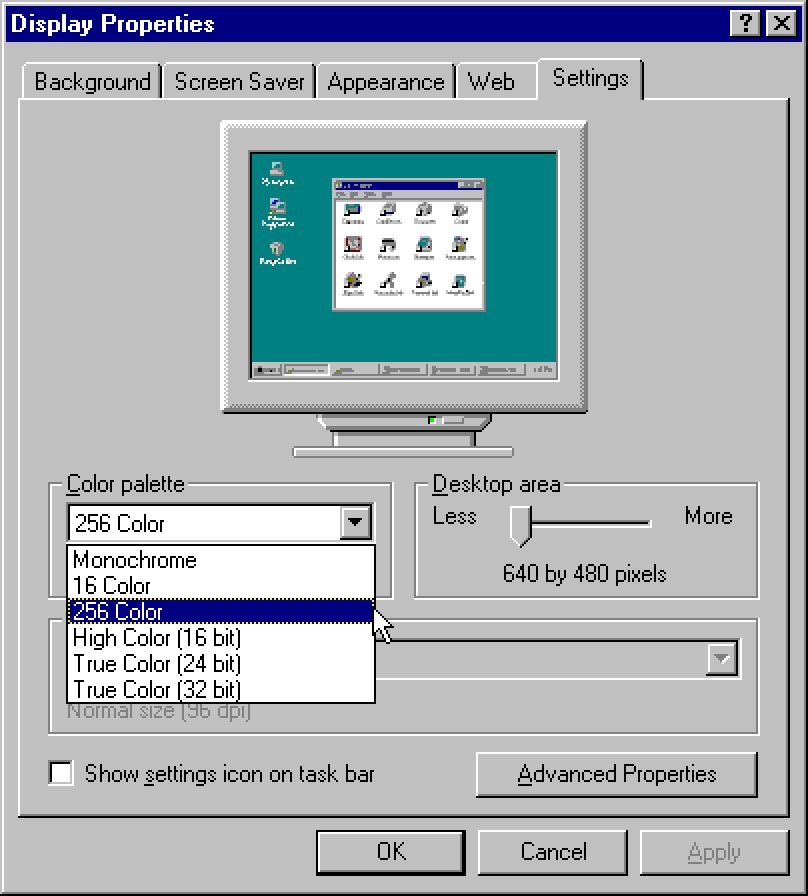 Display Properties
Background Screen Saver Appearance Web Settings
Color palette
256 Color
Monochrome
16 Color
256 Color
High Color (16 bit)
True Color (24 bit)
True Color (32 bit)
Desktop area
Less More
640 by 480 pixels
Normal size (96 dpi)
Show settings icon on task bar
Advanced Properties
OK Cancel Apply